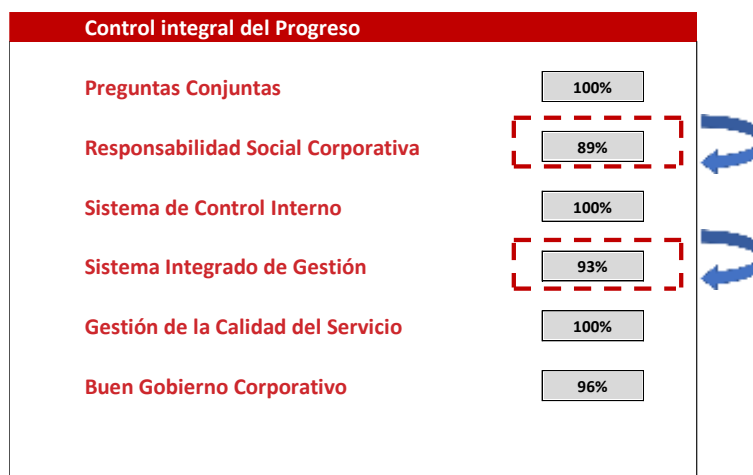 Control integral del Progreso
Preguntas Conjuntas 100%
Responsabilidad Social Corporativa 89%
Sistema de Control Interno 100%
Sistema Integrado de Gestión 93%
Gestión de la Calidad del Servicio 100%
Buen Gobierno Corporativo 96%